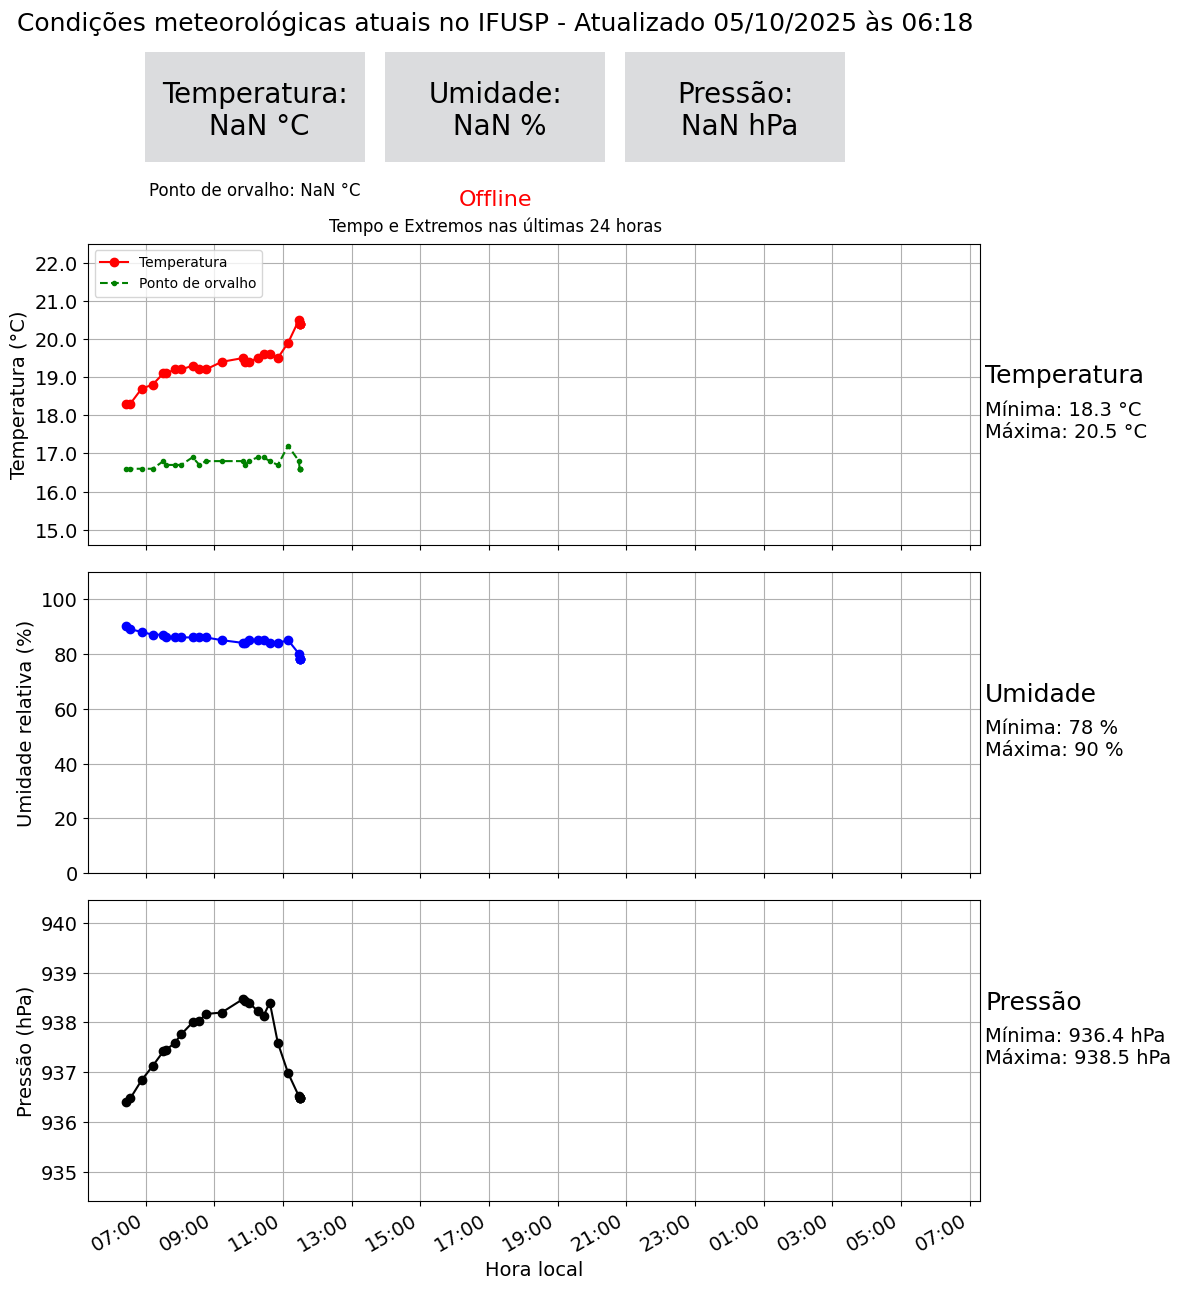 Condições meteorológicas atuais no IFUSP - Atualizado 05/10/2025 às 06:18
Temperatura:
NaN °C
Umidade:
NaN %
Pressão:
NaN hPa
Ponto de orvalho: NaN °C
Offline
Tempo e Extremos nas últimas 24 horas
Temperatura
Ponto de orvalho
22.0
21.0
20.0
19.0
18.0
17.0
16.0
15.0
Temperatura (°C)
Temperatura
Mínima: 18.3 °C
Máxima: 20.5 °C
100
80
60
40
20
0
Umidade relativa (%)
Umidade
Mínima: 78 %
Máxima: 90 %
940
939
938
937
936
935
Pressão (hPa)
Pressão
Mínima: 936.4 hPa
Máxima: 938.5 hPa
07:00 09:00 11:00 13:00 15:00 17:00 19:00 21:00 23:00 01:00 03:00 05:00 07:00
Hora local